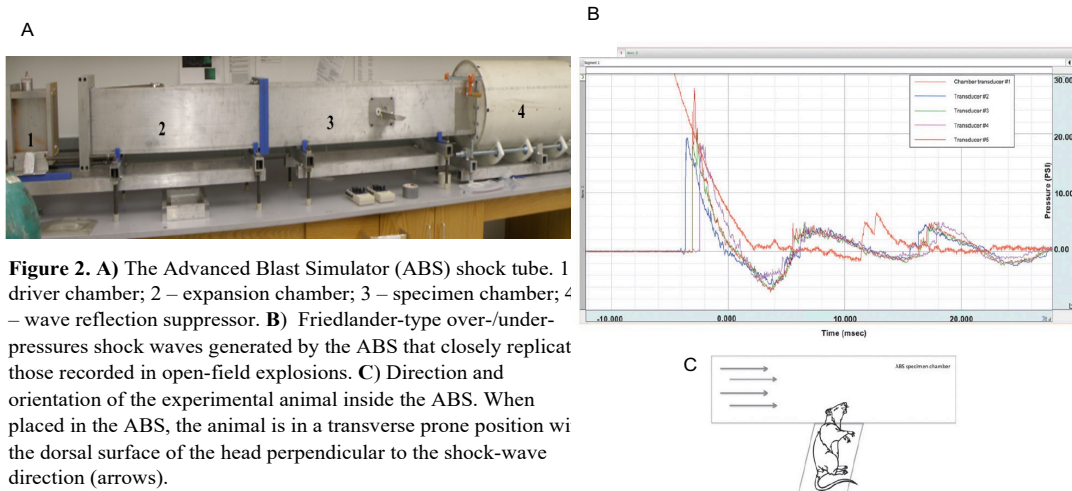 A
1
2
3
4
Figure 2. A) The Advanced Blast Simulator (ABS) shock tube. 1
driver chamber; 2 – expansion chamber; 3 – specimen chamber; 4
– wave reflection suppressor. B) Friedlander-type over-/under-
pressures shock waves generated by the ABS that closely replicat
those recorded in open-field explosions. C) Direction and
orientation of the experimental animal inside the ABS. When
placed in the ABS, the animal is in a transverse prone position wi
the dorsal surface of the head perpendicular to the shock-wave
direction (arrows).
B
Chamber transducer #1
Transducer #2
Transducer #3
Transducer #4
Transducer #5
30.00
20.00
10.00
0.00
Pressure (PSI)
-10.000 0.000 10.000 20.000
Time (msec)
C
ABS specimen chamber